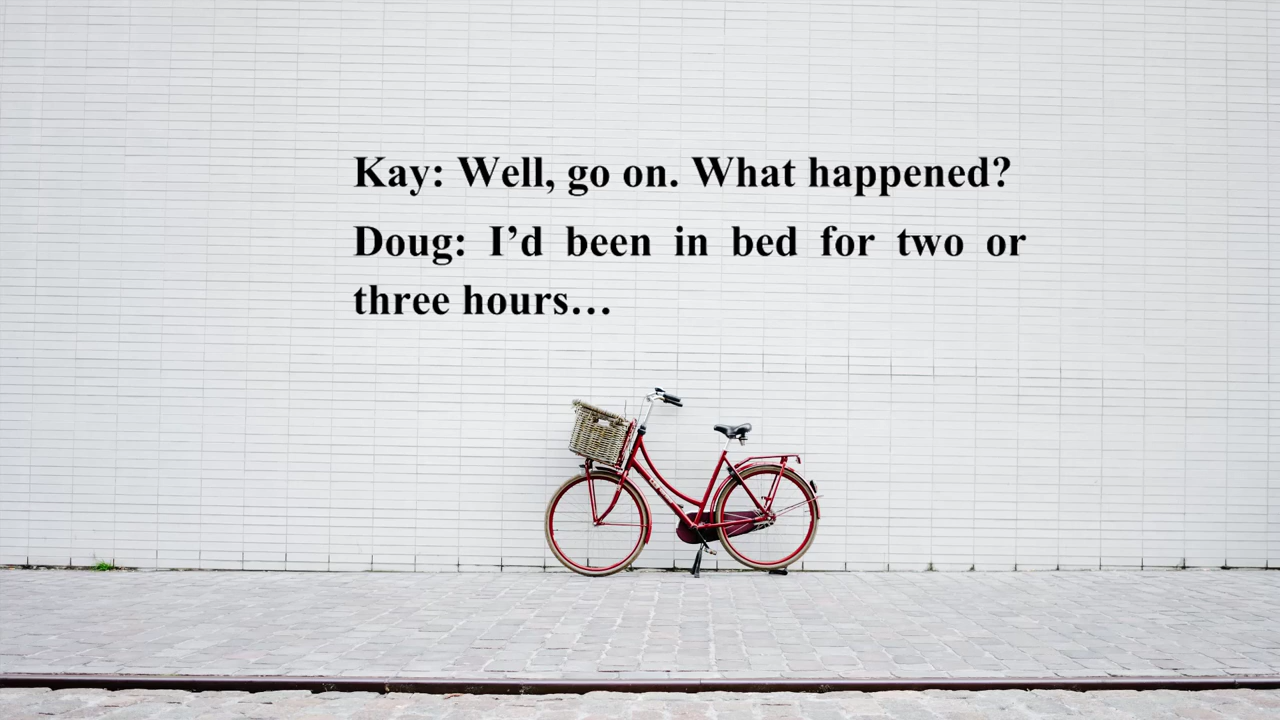 Kay: Well, go on. What happened?
Doug: I’d been in bed for two or
three hours…